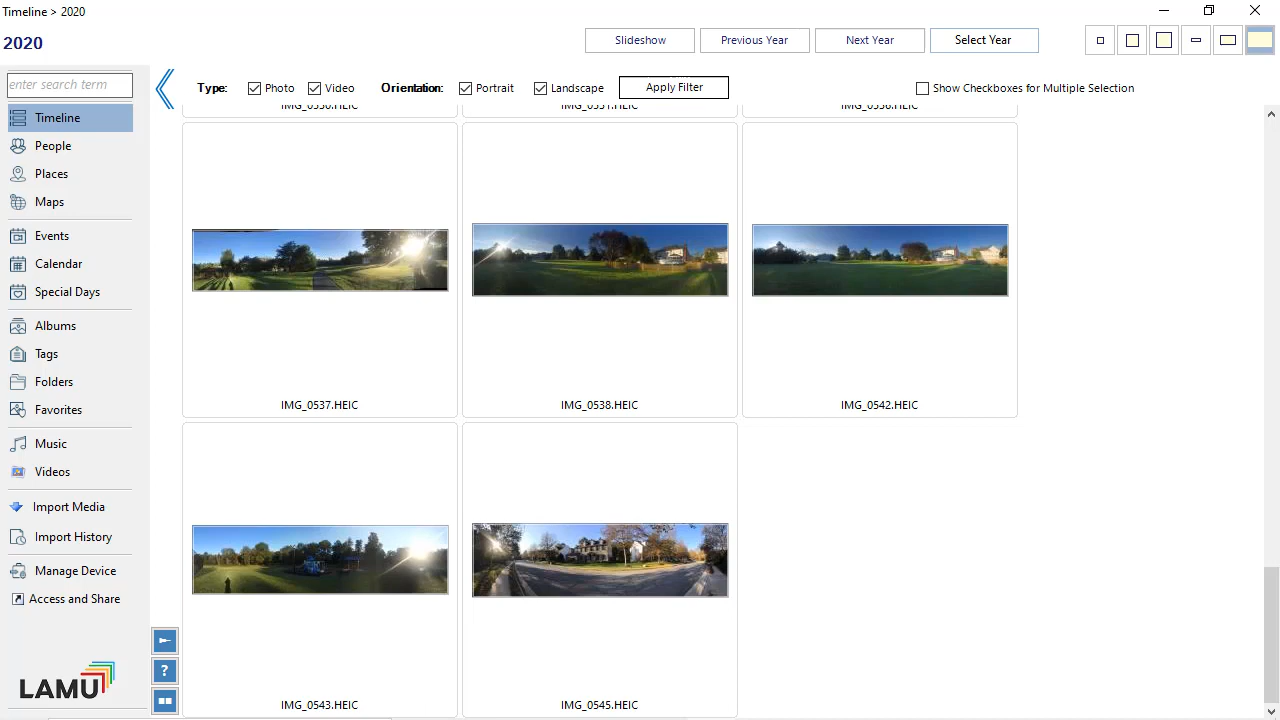 Timeline > 2020
2020
Slideshow
Previous Year
Next Year
Select Year
enter search term
Type:
Photo
Video
Orientation:
Portrait
Landscape
Apply Filter
Show Checkboxes for Multiple Selection
Timeline
People
Places
Maps
Events
Calendar
Special Days
Albums
Tags
Folders
Favorites
Music
Videos
Import Media
Import History
Manage Device
Access and Share
LAMU
?
IMG_0537.HEIC
IMG_0538.HEIC
IMG_0542.HEIC
IMG_0543.HEIC
IMG_0545.HEIC